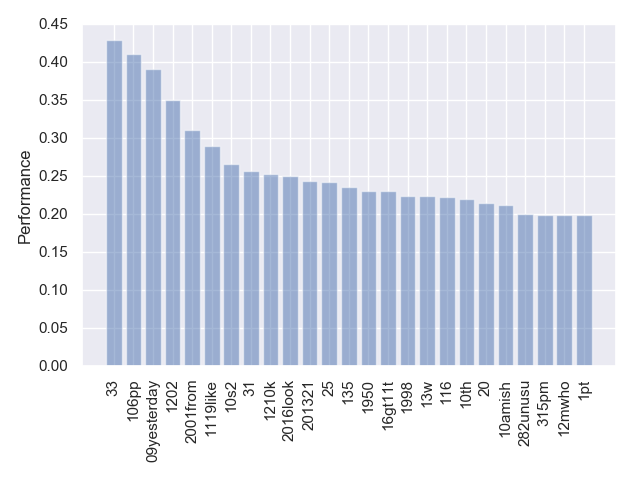 0.45
0.40
0.35
0.30
0.25
0.20
0.15
0.10
0.05
0.00
Performance
33
106pp
09yesterday
1202
2001from
1119like
10s2
31
1210k
2016look
201321
25
135
1950
16gt11t
1998
13w
116
10th
20
10amish
282unusu
315pm
12mwho
1pt